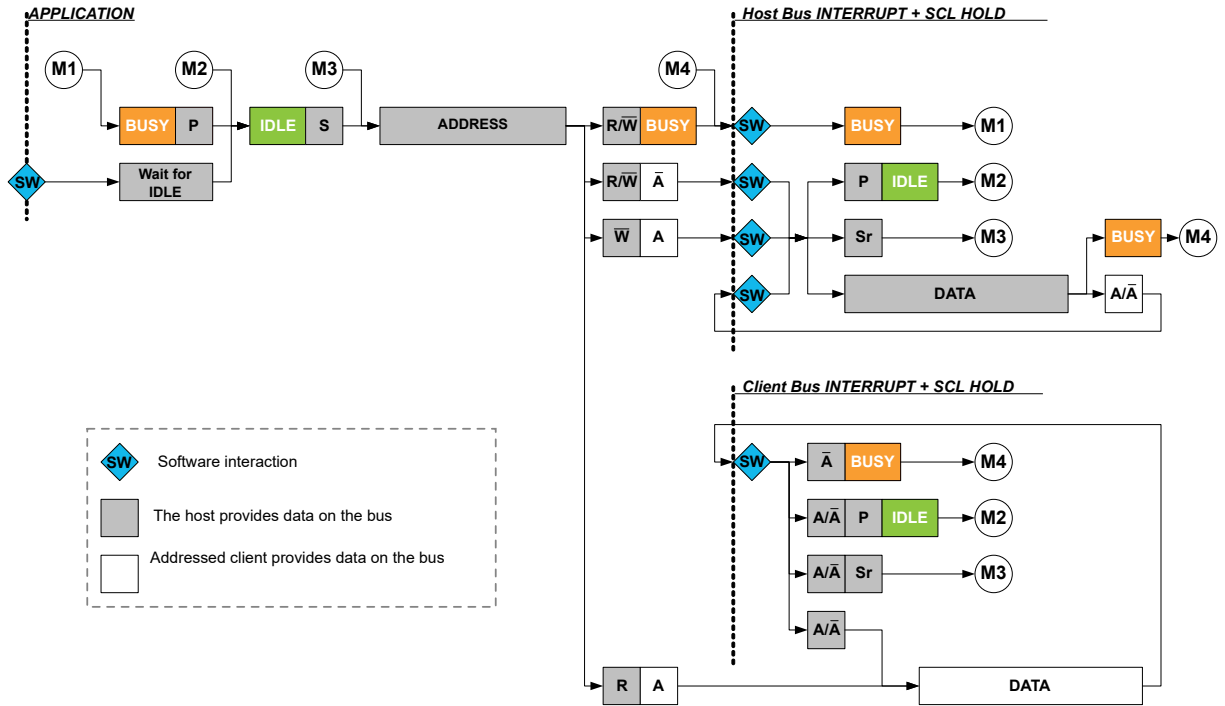 APPLICATION
Host Bus INTERRUPT + SCL HOLD
M1
M2
M3
M4
BUSY P
IDLE S
ADDRESS
R/W̅ BUSY
SW
BUSY
M1
SW
Wait for
IDLE
R/W̅ A̅
SW
P IDLE
M2
W̅ A
SW
Sr
M3
BUSY
M4
SW
DATA
A/A̅
Client Bus INTERRUPT + SCL HOLD
SW
A̅ BUSY
M4
A/A̅ P IDLE
M2
A/A̅ Sr
M3
A/A̅
R A
DATA
SW Software interaction
The host provides data on the bus
Addressed client provides data on the bus